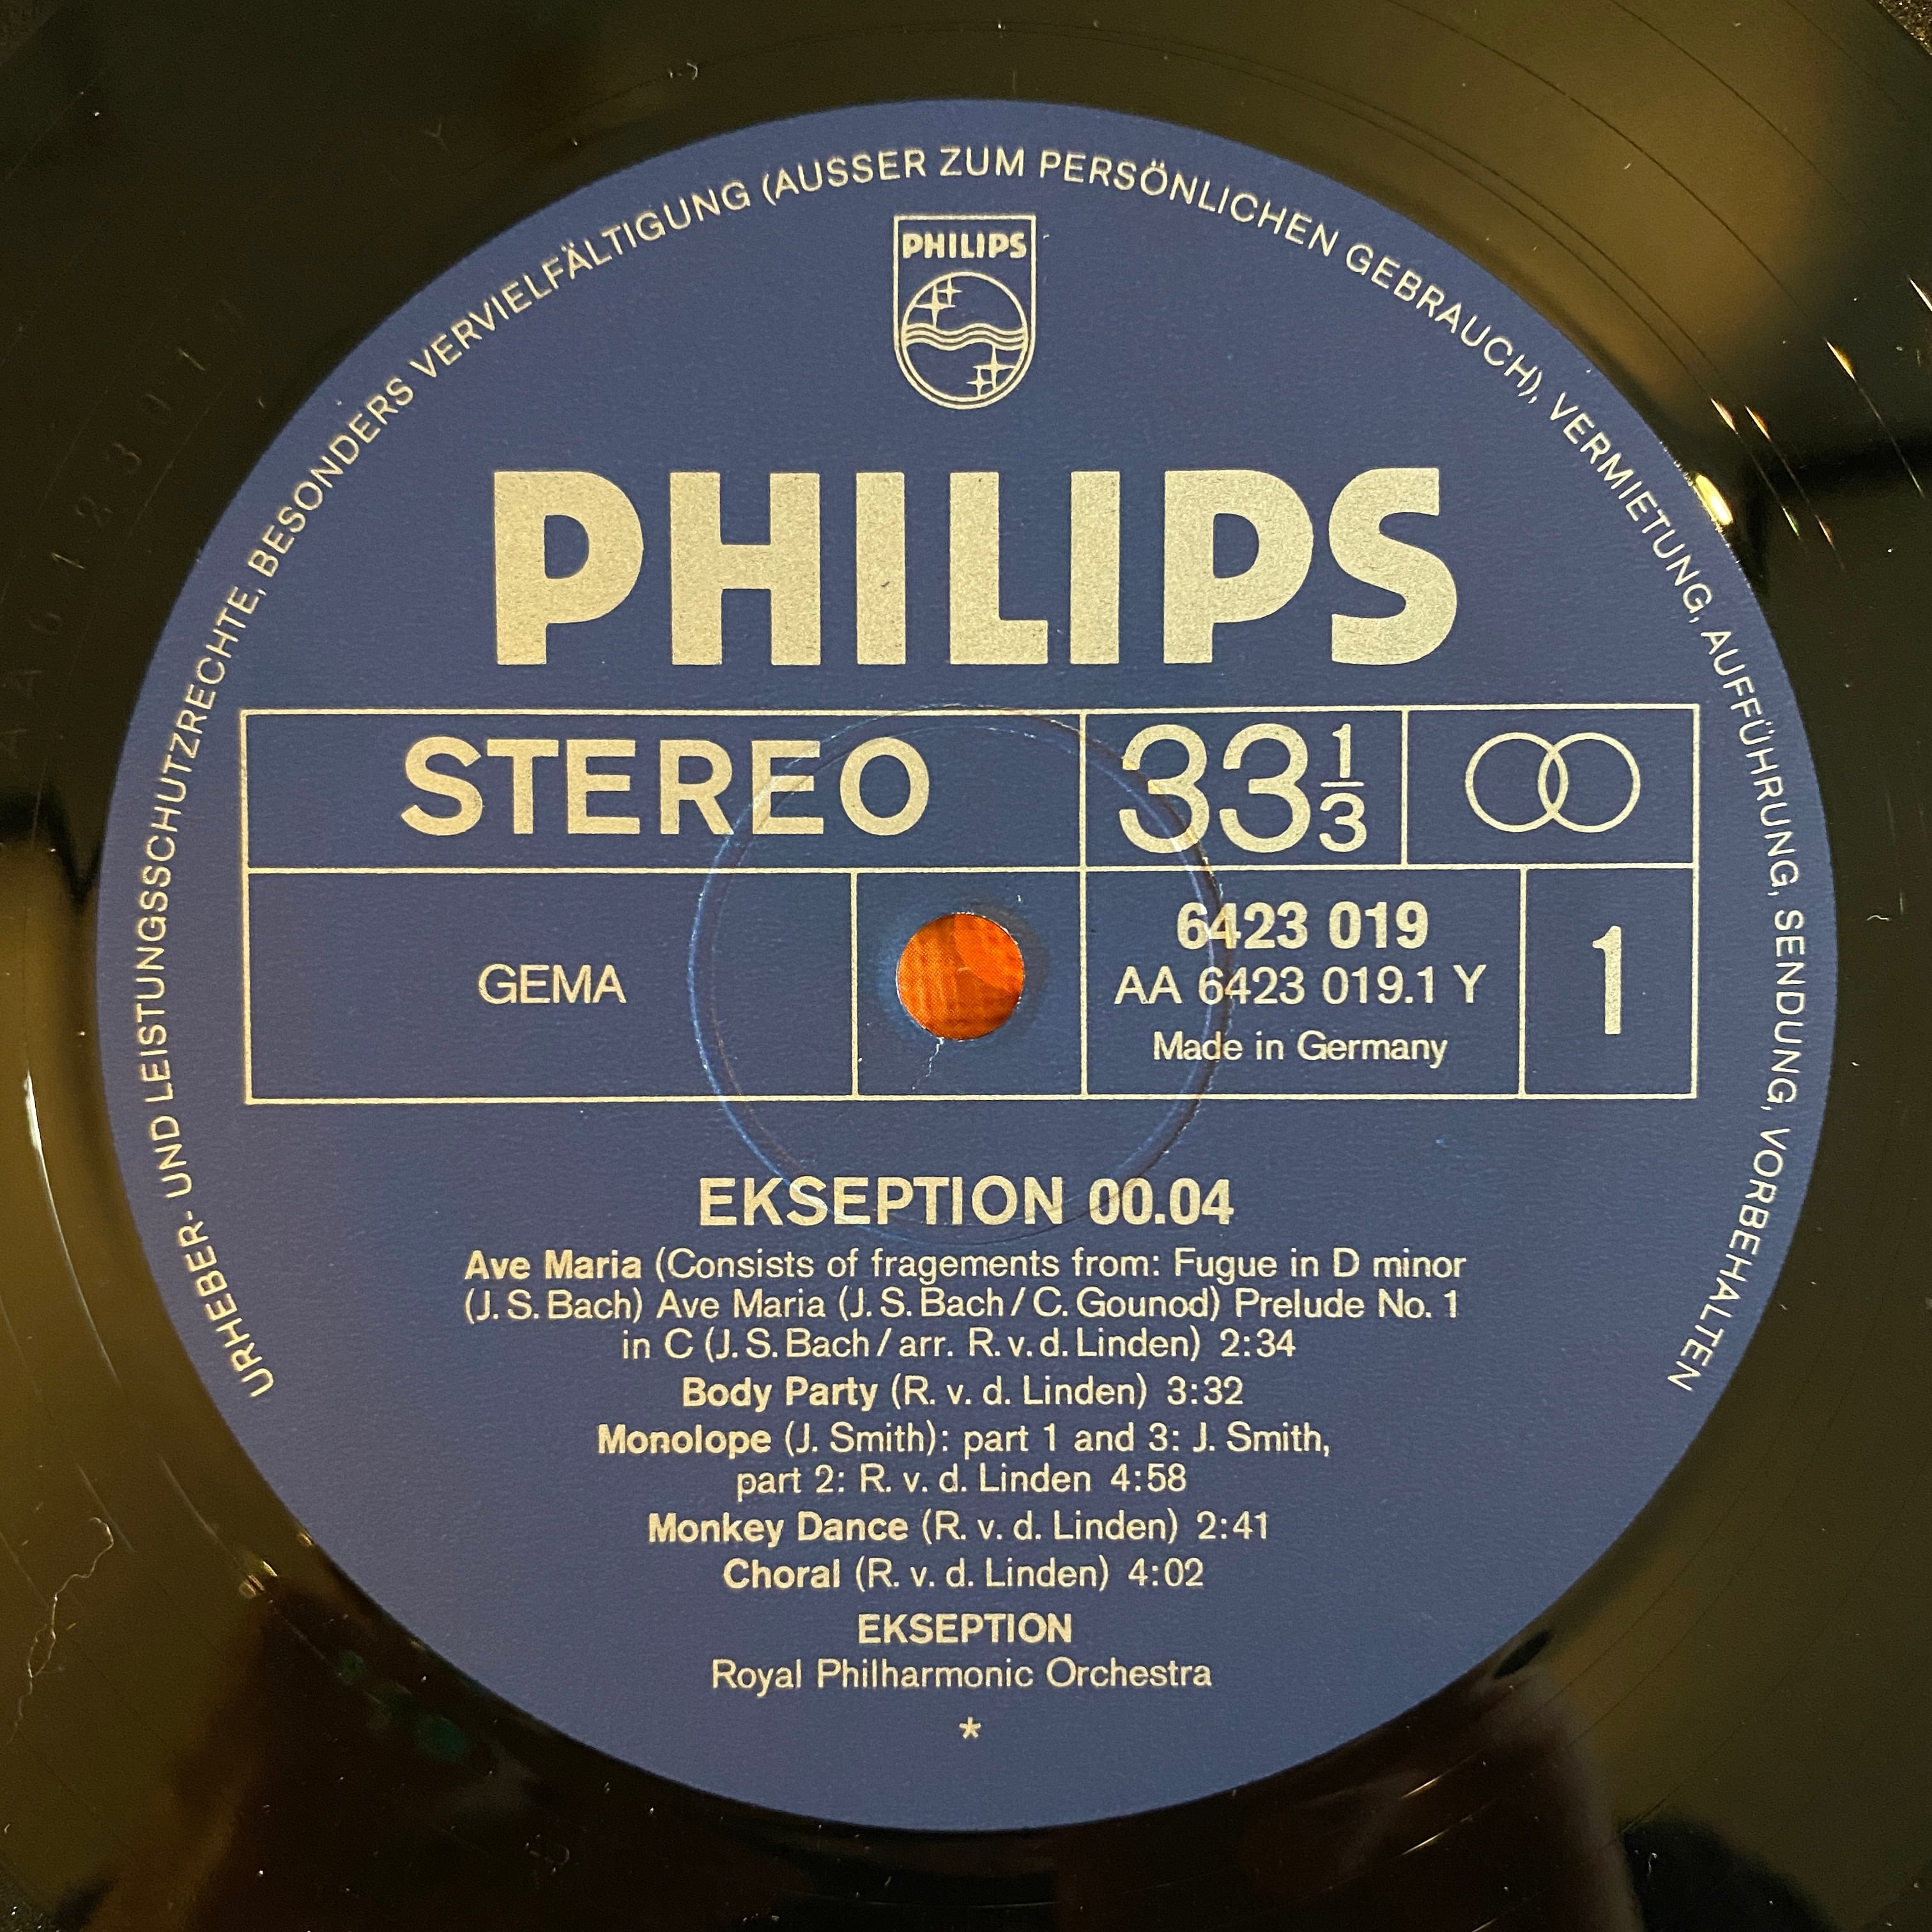 URHEBER- UND LEISTUNGSSCHUTZRECHTE, BESONDERS VERVIELFÄLTIGUNG (AUSSER ZUM PERSÖNLICHEN GEBRAUCH), VERMIETUNG, AUFFÜHRUNG, SENDUNG, VORBEHALTEN
PHILIPS
PHILIPS
STEREO 33 1/3
GEMA
6423 019
AA 6423 019.1 Y
Made in Germany
1
EKSEPTION 00.04
Ave Maria (Consists of fragements from: Fugue in D minor
(J.S.Bach) Ave Maria (J.S.Bach/C.Gounod) Prelude No. 1
in C (J.S.Bach/arr. R.v.d.Linden) 2:34
Body Party (R. v. d. Linden) 3:32
Monolope (J. Smith): part 1 and 3: J. Smith,
part 2: R. v. d. Linden 4:58
Monkey Dance (R. v. d. Linden) 2:41
Choral (R. v. d. Linden) 4:02
EKSEPTION
Royal Philharmonic Orchestra
*